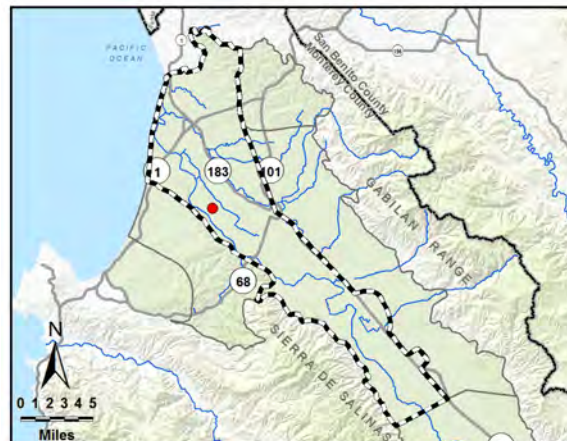 PACIFIC
OCEAN
San Benito County
Monterey County
183
1
101
GABILAN RANGE
68
SIERRA DE SALINAS
N
0 1 2 3 4 5
Miles